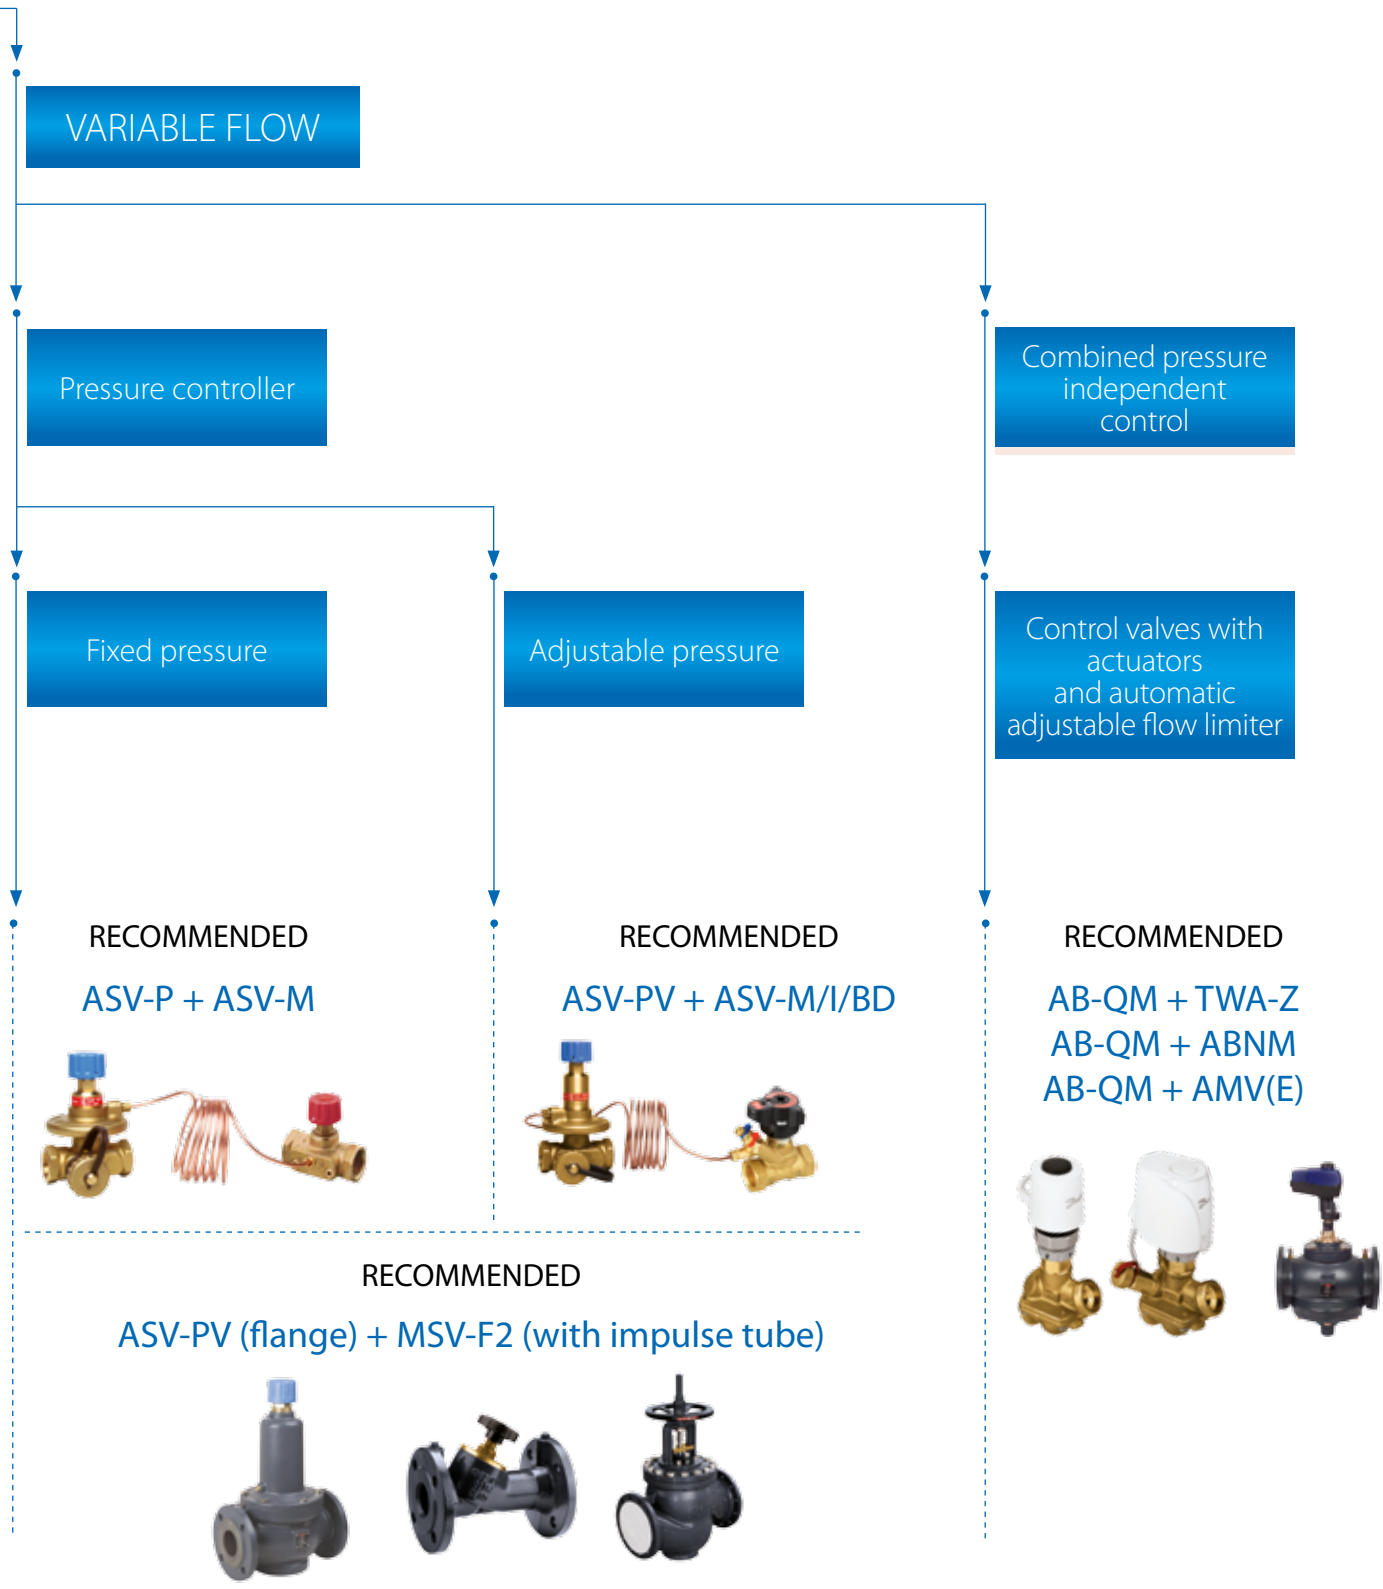 VARIABLE FLOW
Pressure controller
Combined pressure
independent
control
Fixed pressure
Adjustable pressure
Control valves with
actuators
and automatic
adjustable flow limiter
RECOMMENDED
ASV-P + ASV-M
RECOMMENDED
ASV-PV + ASV-M/I/BD
RECOMMENDED
AB-QM + TWA-Z
AB-QM + ABNM
AB-QM + AMV(E)
RECOMMENDED
ASV-PV (flange) + MSV-F2 (with impulse tube)